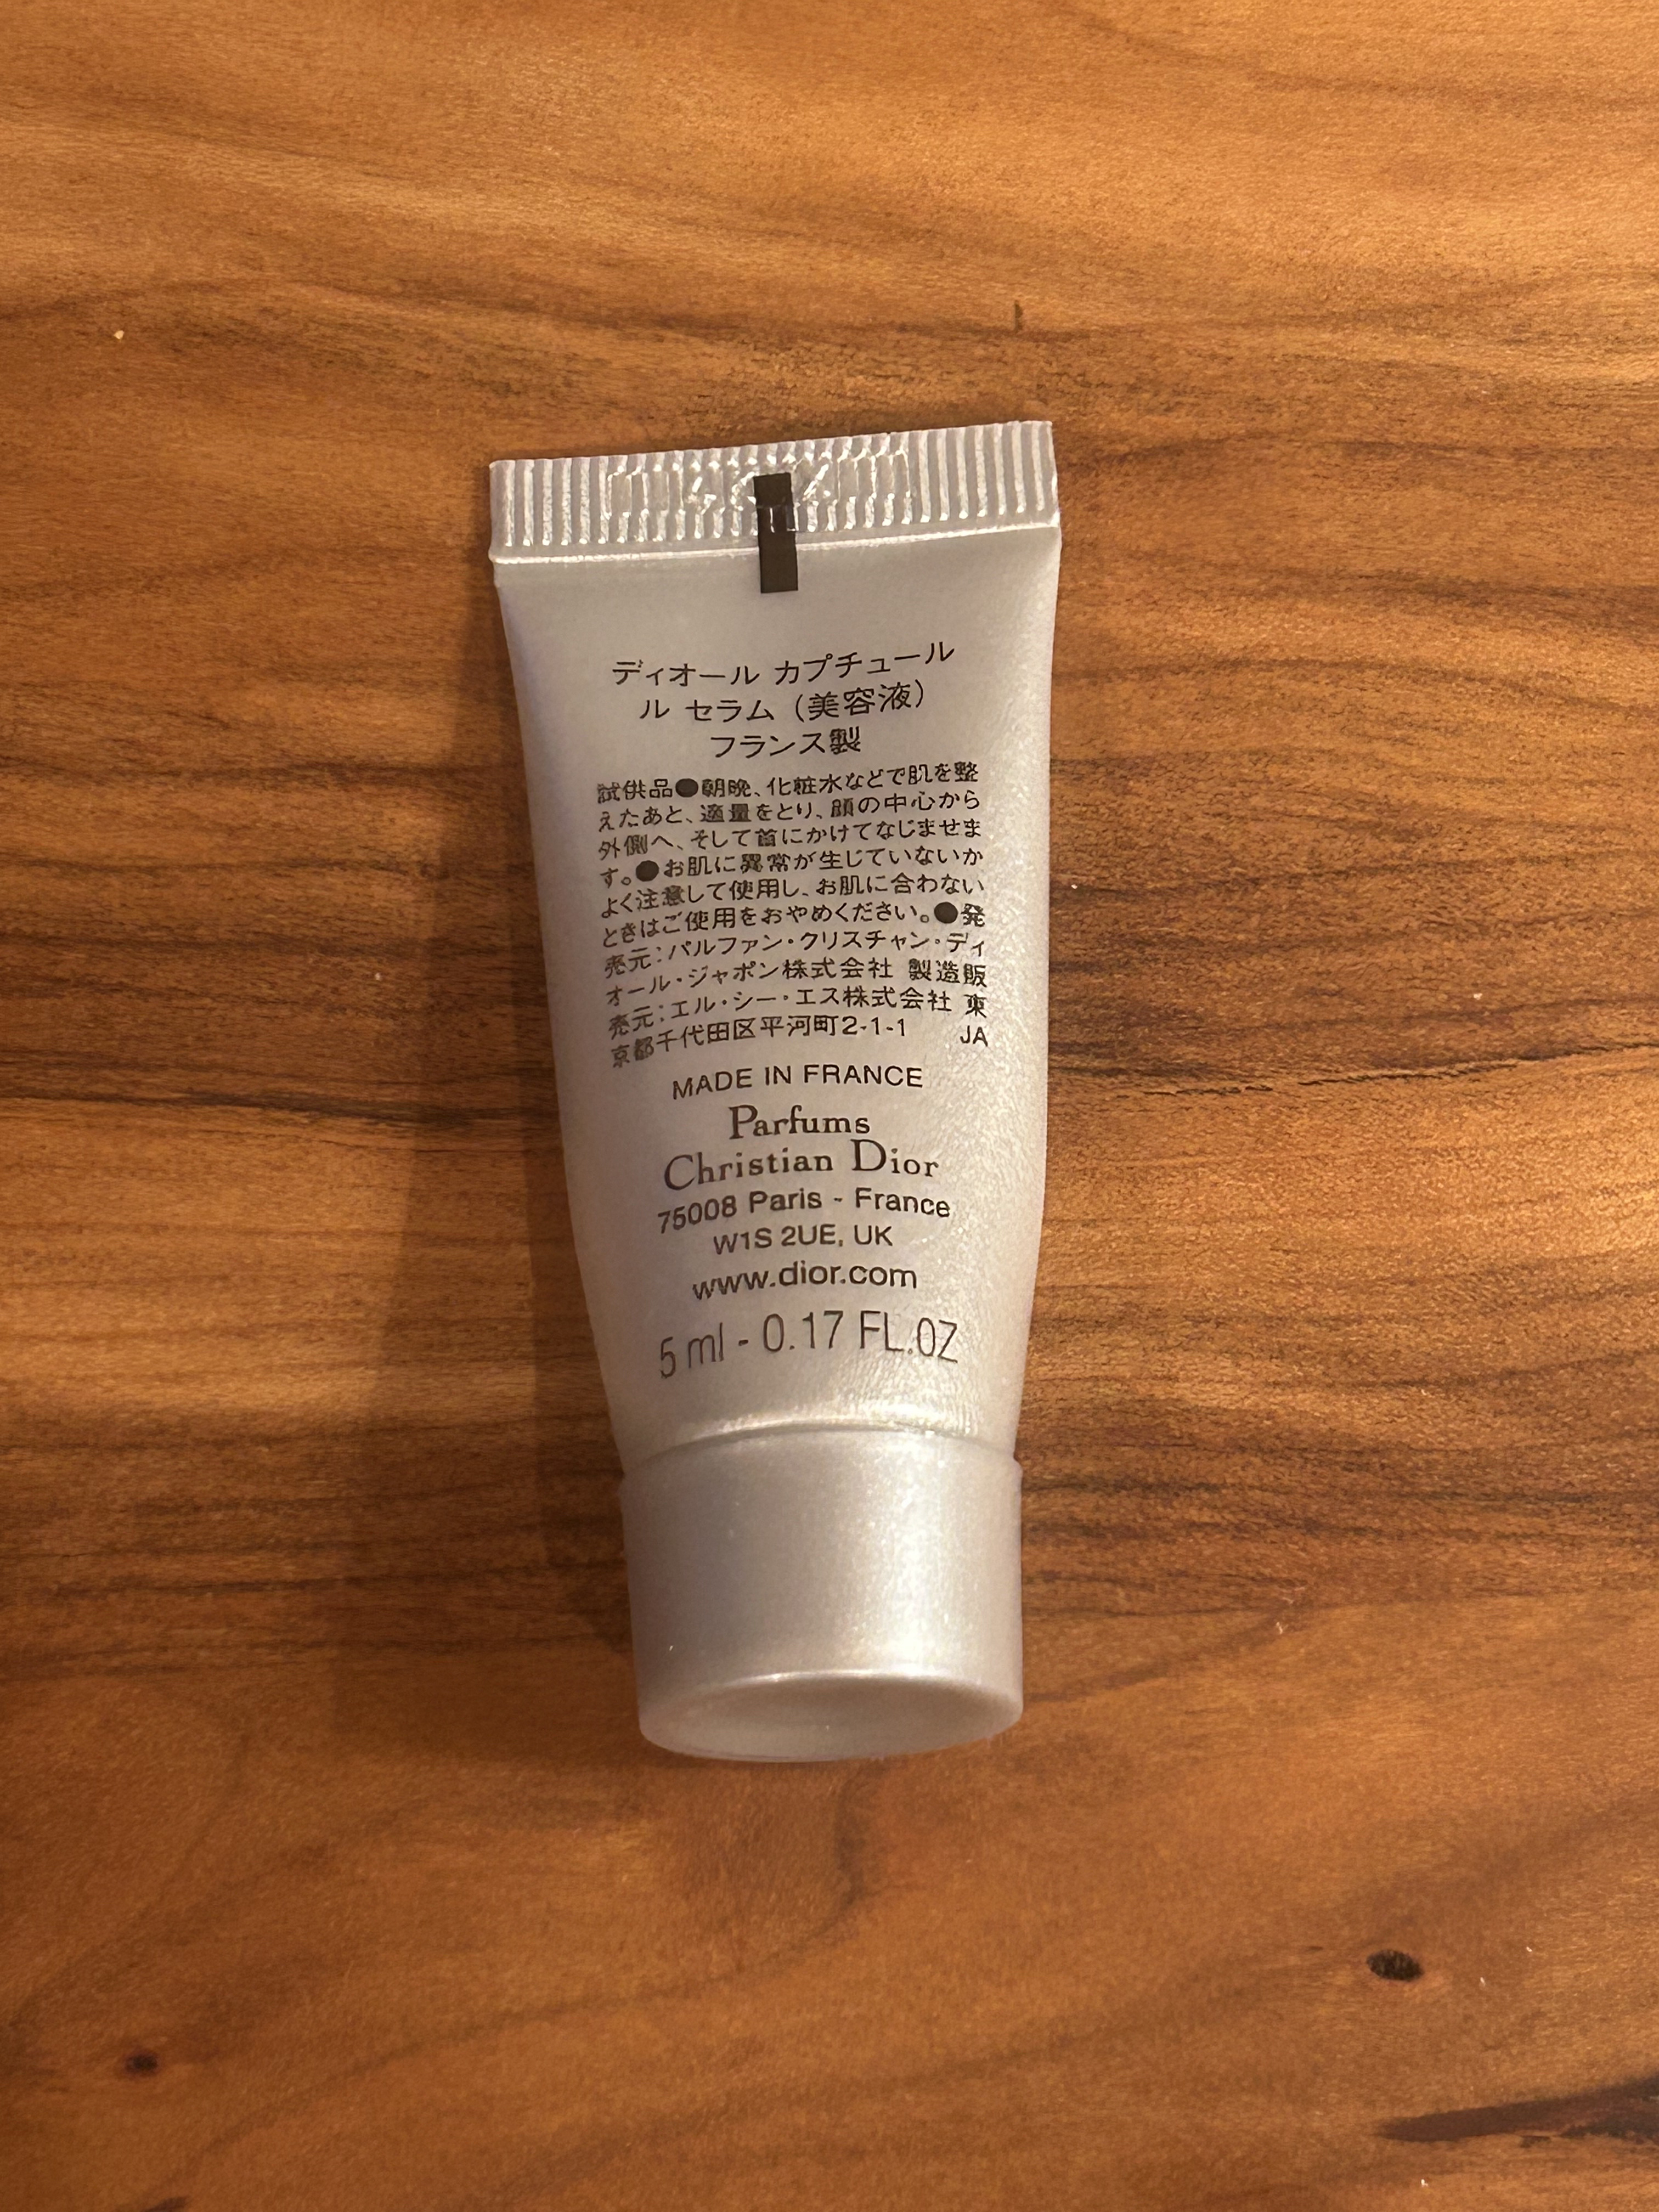 ディオール カプチュール
ル セラム（美容液）
フランス製
試供品●朝晩、化粧水などで肌を整
えたあと、適量をとり、顔の中心から
外側へ、そして首にかけてなじませま
す。●お肌に異常が生じていないか
よく注意して使用し、お肌に合わない
ときはご使用をおやめください。●発
売元：パルファン・クリスチャン・ディ
オール・ジャポン株式会社 製造販
売元：エル・シー・エス株式会社 東
京都千代田区平河町2-1-1 JA
MADE IN FRANCE
Parfums
Christian Dior
75008 Paris - France
W1S 2UE, UK
www.dior.com
5 ml - 0.17 FL.OZ